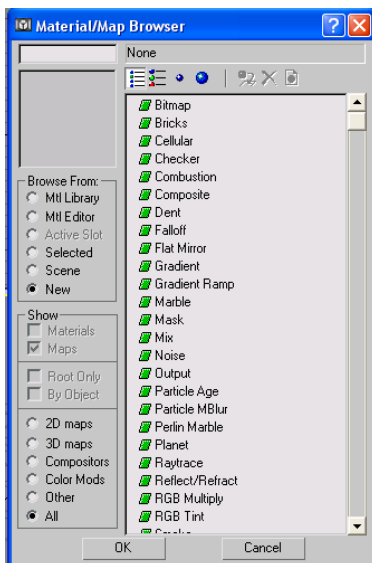 Material/Map Browser
None
Bitmap
Bricks
Cellular
Checker
Combustion
Composite
Dent
Falloff
Flat Mirror
Gradient
Gradient Ramp
Marble
Mask
Mix
Noise
Output
Particle Age
Particle MBlur
Perlin Marble
Planet
Raytrace
Reflect/Refract
RGB Multiply
RGB Tint
Browse From:
Mtl Library
Mtl Editor
Active Slot
Selected
Scene
New
Show
Materials
Maps
Root Only
By Object
2D maps
3D maps
Compositors
Color Mods
Other
All
OK
Cancel